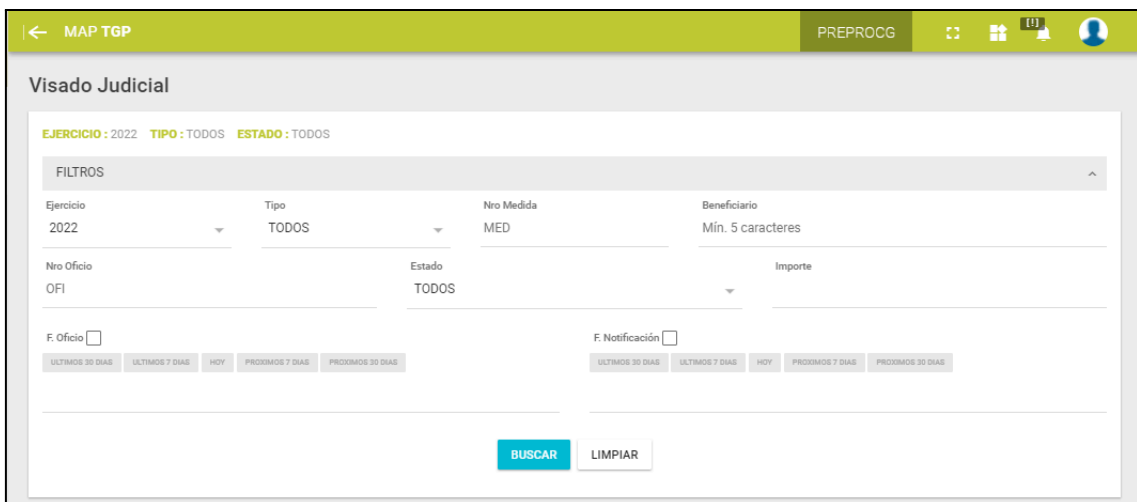 MAP TGP PREPROCG [!]
Visado Judicial
EJERCICIO : 2022 TIPO : TODOS ESTADO : TODOS
FILTROS
Ejercicio Tipo Nro Medida Beneficiario
2022 TODOS MED Mín. 5 caracteres
Nro Oficio Estado Importe
OFI TODOS
F. Oficio F. Notificación
ULTIMOS 30 DIAS ULTIMOS 7 DIAS HOY PROXIMOS 7 DIAS PROXIMOS 30 DIAS ULTIMOS 30 DIAS ULTIMOS 7 DIAS HOY PROXIMOS 7 DIAS PROXIMOS 30 DIAS
BUSCAR LIMPIAR